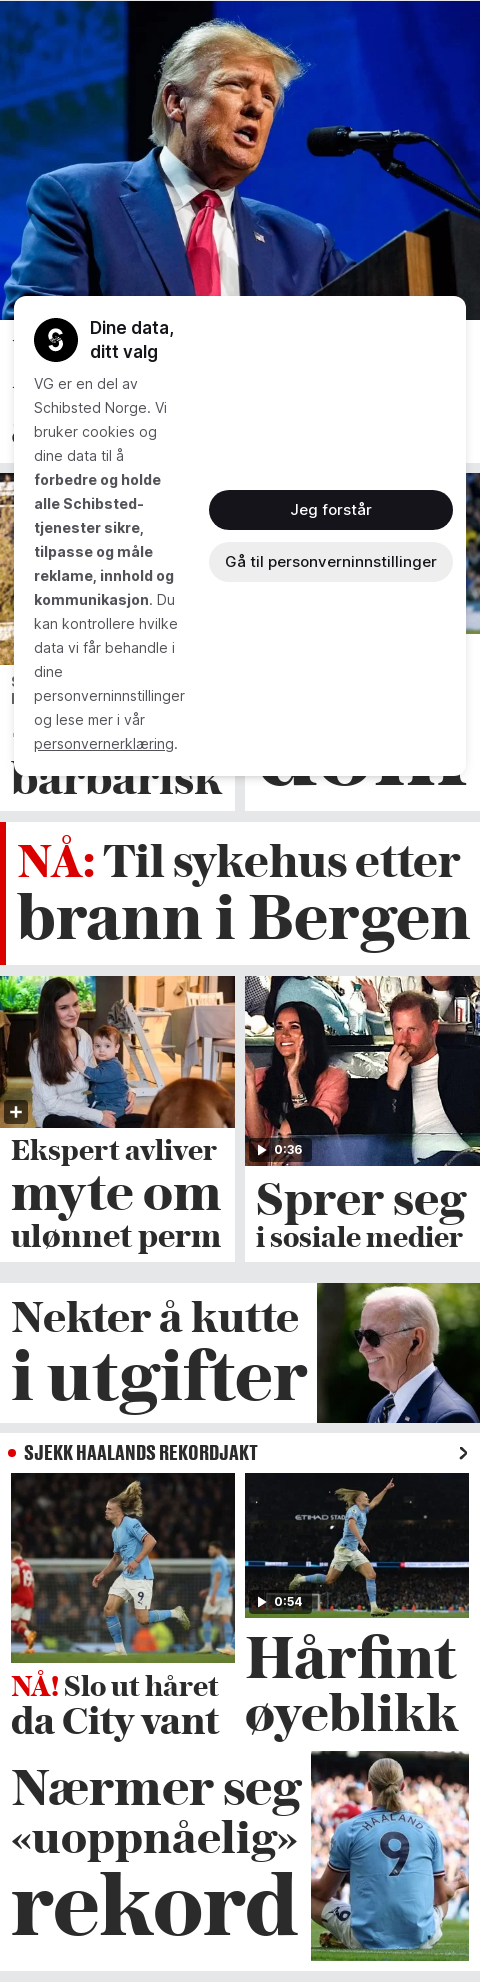 Dine data,
ditt valg
VG er en del av
Schibsted Norge. Vi
bruker cookies og
dine data til å
forbedre og holde
alle Schibsted-
tjenester sikre,
tilpasse og måle
reklame, innhold og
kommunikasjon. Du
kan kontrollere hvilke
data vi får behandle i
dine
personverninnstillinger
og lese mer i vår
personvernerklæring.
Jeg forstår
Gå til personverninnstillinger
barbarisk
dom
NÅ: Til sykehus etter
brann i Bergen
Ekspert avliver
myte om
ulønnet perm
0:36
Sprer seg
i sosiale medier
Nekter å kutte
i utgifter
SJEKK HAALANDS REKORDJAKT
9
NÅ! Slo ut håret
da City vant
ETIHAD STAD
0:54
Hårfint
øyeblikk
Nærmer seg
«uoppnåelig»
rekord
HAALAND
9